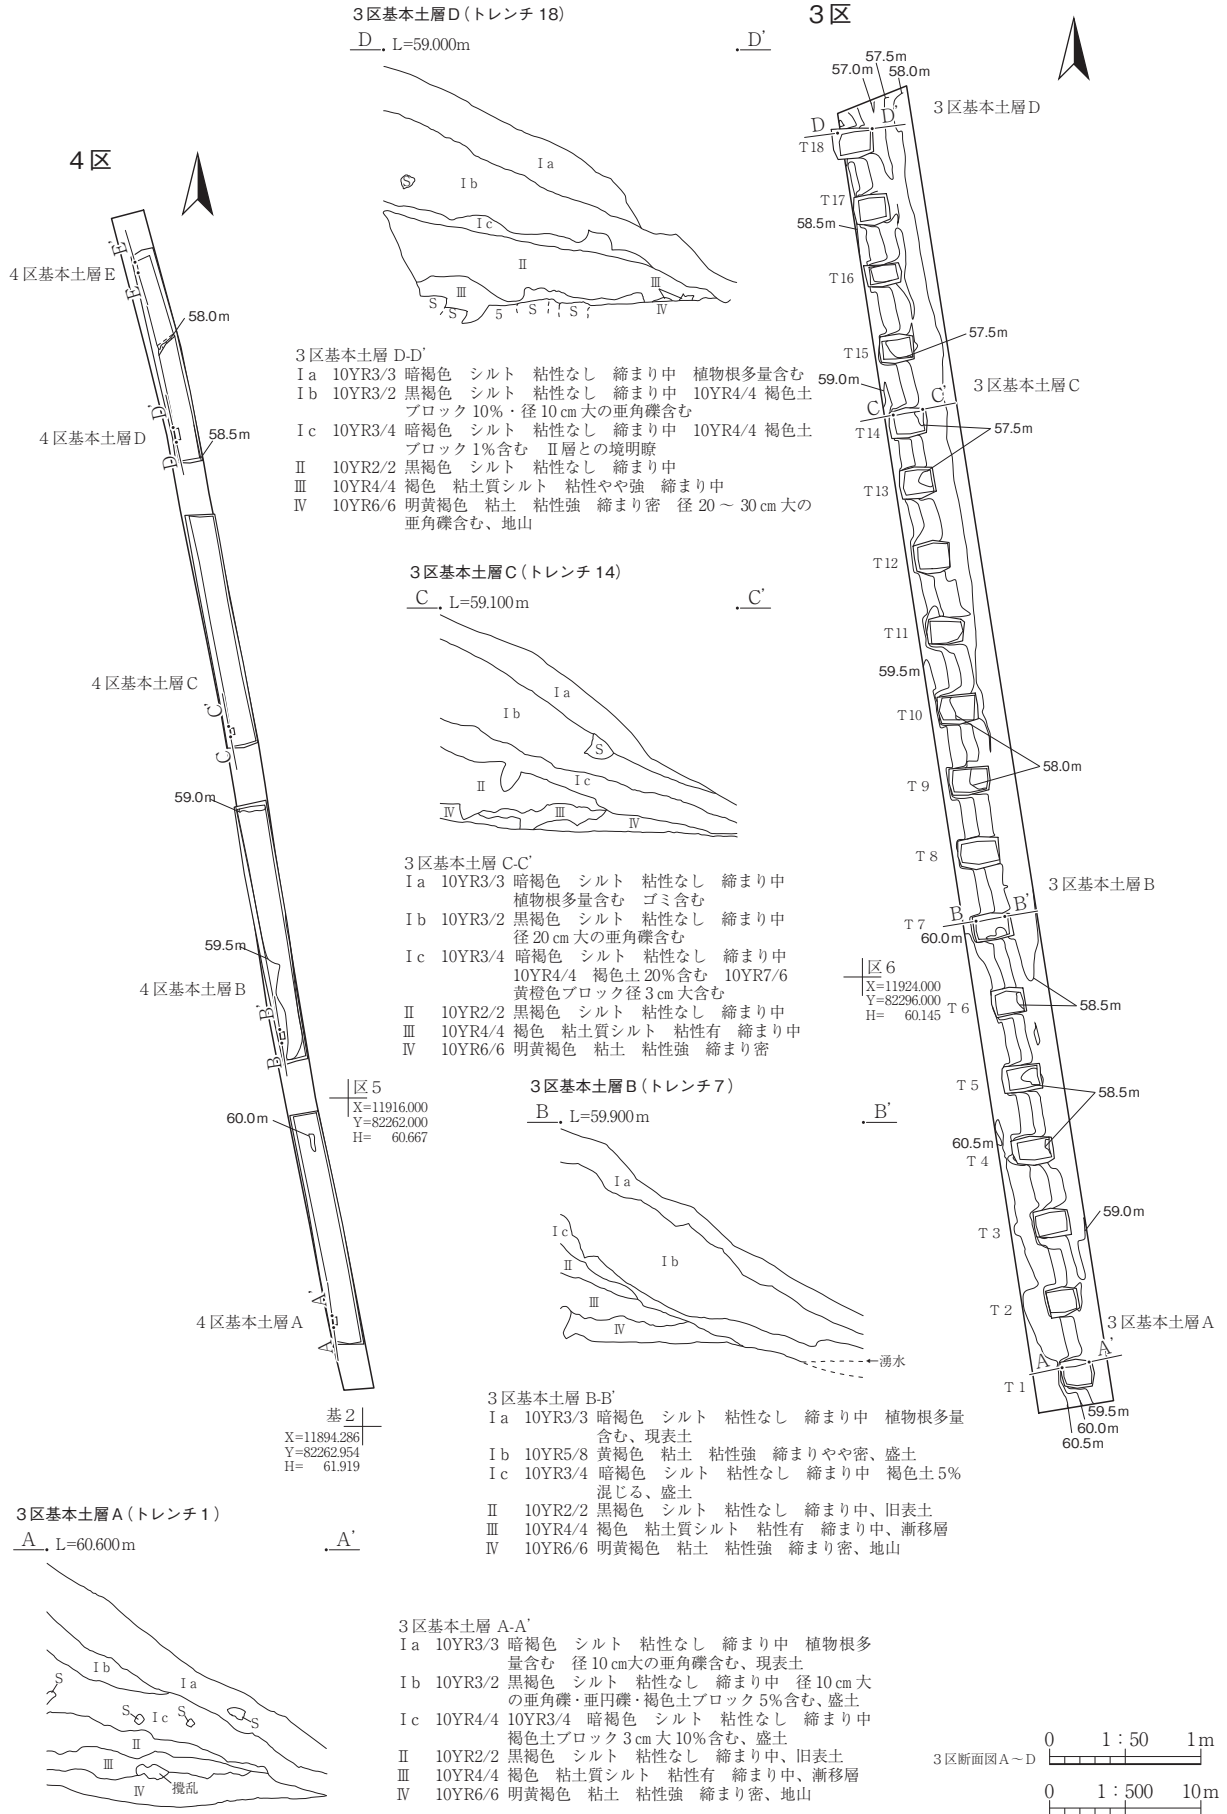 3区基本土層D(トレンチ18)
D L=59.000m D'
Ⅰa
Ⅰb
S
Ⅰc
Ⅱ
Ⅲ
Ⅲ
Ⅳ
S
S
5
S
S
3区基本土層 D-D'
Ⅰa 10YR3/3 暗褐色 シルト 粘性なし 締まり中 植物根多量含む
Ⅰb 10YR3/2 黒褐色 シルト 粘性なし 締まり中 10YR4/4 褐色土
ブロック 10%・径 10 ㎝ 大の亜角礫含む
Ⅰc 10YR3/4 暗褐色 シルト 粘性なし 締まり中 10YR4/4 褐色土
ブロック 1%含む Ⅱ層との境明瞭
Ⅱ 10YR2/2 黒褐色 シルト 粘性なし 締まり中
Ⅲ 10YR4/4 褐色 粘土質シルト 粘性やや強 締まり中
Ⅳ 10YR6/6 明黄褐色 粘土 粘性強 締まり密 径 20 ～ 30 ㎝ 大の
亜角礫含む、地山
3区基本土層C(トレンチ14)
C L=59.100m C'
Ⅰa
Ⅰb
S
Ⅰc
Ⅱ
Ⅳ
Ⅲ
Ⅳ
3区基本土層 C-C'
Ⅰa 10YR3/3 暗褐色 シルト 粘性なし 締まり中
植物根多量含む ゴミ含む
Ⅰb 10YR3/2 黒褐色 シルト 粘性なし 締まり中
径 20 ㎝ 大の亜角礫含む
Ⅰc 10YR3/4 暗褐色 シルト 粘性なし 締まり中
10YR4/4 褐色土 20%含む 10YR7/6
黄橙色ブロック径 3 ㎝ 大含む
Ⅱ 10YR2/2 黒褐色 シルト 粘性なし 締まり中
Ⅲ 10YR4/4 褐色 粘土質シルト 粘性有 締まり中
Ⅳ 10YR6/6 明黄褐色 粘土 粘性強 締まり密
3区基本土層B(トレンチ7)
B L=59.900m B'
Ⅰa
Ⅰc
Ⅰb
Ⅱ
Ⅲ
Ⅳ
湧水
3区基本土層 B-B'
Ⅰa 10YR3/3 暗褐色 シルト 粘性なし 締まり中 植物根多量
含む、現表土
Ⅰb 10YR5/8 黄褐色 粘土 粘性強 締まりやや密、盛土
Ⅰc 10YR3/4 暗褐色 シルト 粘性なし 締まり中 褐色土 5%
混じる、盛土
Ⅱ 10YR2/2 黒褐色 シルト 粘性なし 締まり中、旧表土
Ⅲ 10YR4/4 褐色 粘土質シルト 粘性有 締まり中、漸移層
Ⅳ 10YR6/6 明黄褐色 粘土 粘性強 締まり密、地山
3区基本土層A(トレンチ1)
A L=60.600m A'
Ⅰb
Ⅰa
S
S
Ⅰc
S
S
Ⅱ
Ⅲ
Ⅳ
攪乱
3区基本土層 A-A'
Ⅰa 10YR3/3 暗褐色 シルト 粘性なし 締まり中 植物根多
量含む 径 10 ㎝大の亜角礫含む、現表土
Ⅰb 10YR3/2 黒褐色 シルト 粘性なし 締まり中 径 10 ㎝ 大
の亜角礫・亜円礫・褐色土ブロック 5%含む、盛土
Ⅰc 10YR4/4 10YR3/4 暗褐色 シルト 粘性なし 締まり中
褐色土ブロック 3 ㎝ 大 10%含む、盛土
Ⅱ 10YR2/2 黒褐色 シルト 粘性なし 締まり中、旧表土
Ⅲ 10YR4/4 褐色 粘土質シルト 粘性有 締まり中、漸移層
Ⅳ 10YR6/6 明黄褐色 粘土 粘性強 締まり密、地山
4区
E'
4区基本土層E
E
58.0m
D'
4区基本土層D
58.5m
D
4区基本土層C
C'
C
59.0m
59.5m
4区基本土層B
B'
B
区5
X=11916.000
Y=82262.000
H= 60.667
60.0m
A'
4区基本土層A
A
基2
X=11894.286
Y=82262.954
H= 61.919
3区
57.5m
57.0m
58.0m
3区基本土層D
D D'
T18
T17
58.5m
T16
57.5m
T15
59.0m
3区基本土層C
C C'
T14
57.5m
T13
T12
T11
59.5m
T10
58.0m
T9
T8
3区基本土層B
B B'
T7
60.0m
区6
X=11924.000
Y=82296.000
H= 60.145
T6
58.5m
T5
58.5m
60.5m
T4
59.0m
T3
T2
3区基本土層A
A A'
T1
59.5m
60.0m
60.5m
3区断面図A～D
0 1：50 1m
0 1：500 10m